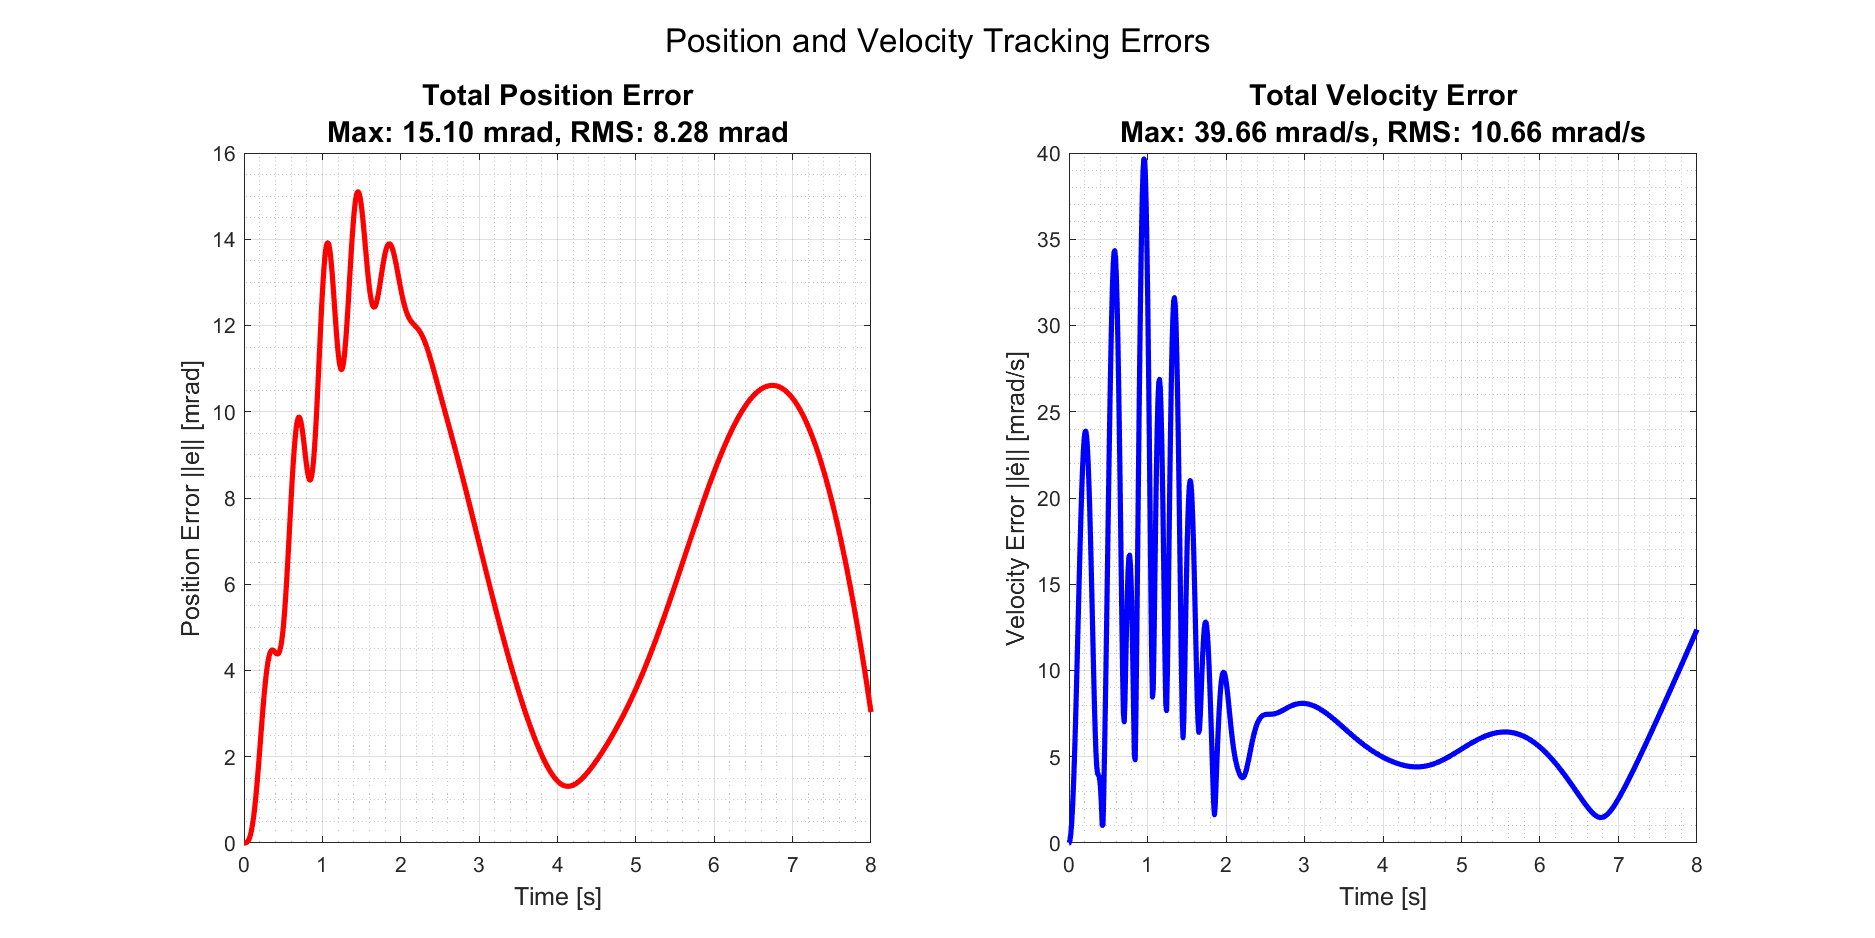 Position and Velocity Tracking Errors
Total Position Error
Max: 15.10 mrad, RMS: 8.28 mrad
16
14
12
10
8
6
4
2
0
Position Error ||e|| [mrad]
0 1 2 3 4 5 6 7 8
Time [s]
Total Velocity Error
Max: 39.66 mrad/s, RMS: 10.66 mrad/s
40
35
30
25
20
15
10
5
0
Velocity Error ||ė|| [mrad/s]
0 1 2 3 4 5 6 7 8
Time [s]